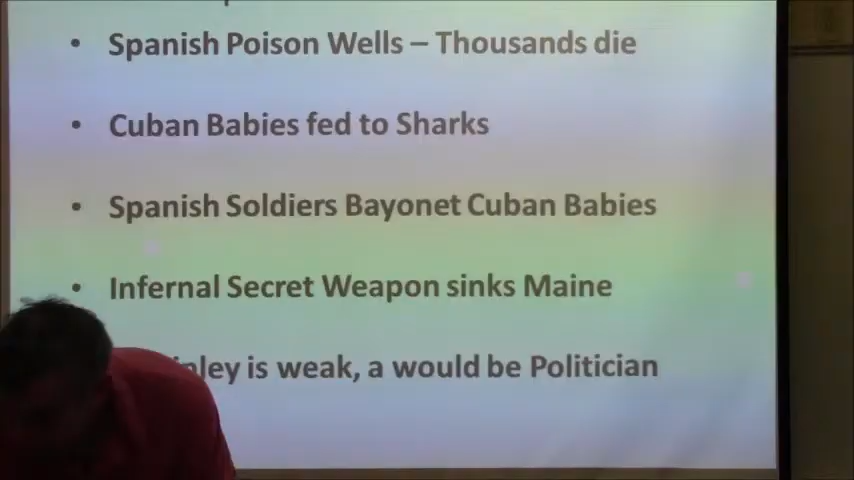 • Spanish Poison Wells – Thousands die
• Cuban Babies fed to Sharks
• Spanish Soldiers Bayonet Cuban Babies
• Infernal Secret Weapon sinks Maine
is weak, a would be Politician